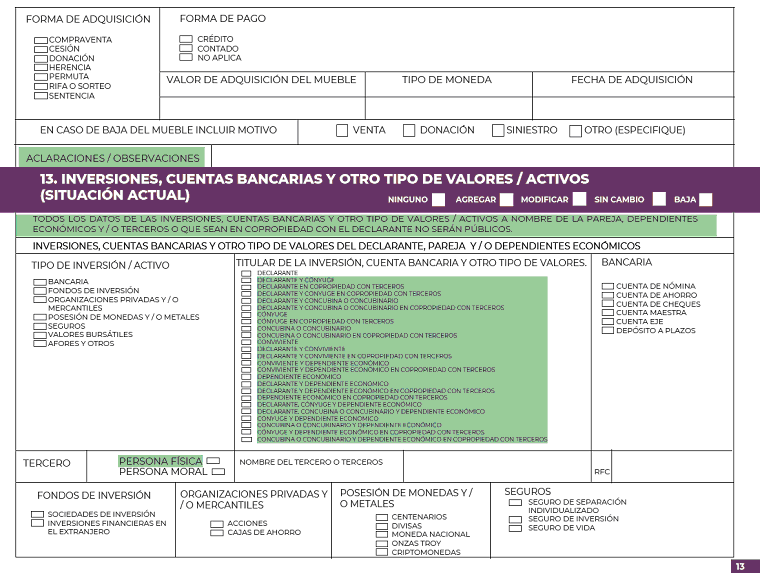 FORMA DE ADQUISICIÓN
COMPRAVENTA
CESIÓN
DONACIÓN
HERENCIA
PERMUTA
RIFA O SORTEO
SENTENCIA
FORMA DE PAGO
CRÉDITO
CONTADO
NO APLICA
VALOR DE ADQUISICIÓN DEL MUEBLE
TIPO DE MONEDA
FECHA DE ADQUISICIÓN
EN CASO DE BAJA DEL MUEBLE INCLUIR MOTIVO
VENTA
DONACIÓN
SINIESTRO
OTRO (ESPECIFIQUE)
ACLARACIONES / OBSERVACIONES
13. INVERSIONES, CUENTAS BANCARIAS Y OTRO TIPO DE VALORES / ACTIVOS
(SITUACIÓN ACTUAL)
NINGUNO
AGREGAR
MODIFICAR
SIN CAMBIO
BAJA
TODOS LOS DATOS DE LAS INVERSIONES, CUENTAS BANCARIAS Y OTRO TIPO DE VALORES / ACTIVOS A NOMBRE DE LA PAREJA, DEPENDIENTES
ECONÓMICOS Y / O TERCEROS O QUE SEAN EN COPROPIEDAD CON EL DECLARANTE NO SERÁN PÚBLICOS.
INVERSIONES, CUENTAS BANCARIAS Y OTRO TIPO DE VALORES DEL DECLARANTE, PAREJA Y / O DEPENDIENTES ECONÓMICOS
TIPO DE INVERSIÓN / ACTIVO
BANCARIA
FONDOS DE INVERSIÓN
ORGANIZACIONES PRIVADAS Y / O
MERCANTILES
POSESIÓN DE MONEDAS Y / O METALES
SEGUROS
VALORES BURSÁTILES
AFORES Y OTROS
TITULAR DE LA INVERSIÓN, CUENTA BANCARIA Y OTRO TIPO DE VALORES.
DECLARANTE
DECLARANTE Y CÓNYUGE
DECLARANTE EN COPROPIEDAD CON TERCEROS
DECLARANTE Y CÓNYUGE EN COPROPIEDAD CON TERCEROS
DECLARANTE Y CONCUBINA O CONCUBINARIO
DECLARANTE Y CONCUBINA O CONCUBINARIO EN COPROPIEDAD CON TERCEROS
CÓNYUGE
CÓNYUGE EN COPROPIEDAD CON TERCEROS
CONCUBINA O CONCUBINARIO
CONCUBINA O CONCUBINARIO EN COPROPIEDAD CON TERCEROS
CONVIVIENTE
DECLARANTE Y CONVIVIENTE
DECLARANTE Y CONVIVIENTE EN COPROPIEDAD CON TERCEROS
CONVIVIENTE Y DEPENDIENTE ECONÓMICO
CONVIVIENTE Y DEPENDIENTE ECONÓMICO EN COPROPIEDAD CON TERCEROS
DEPENDIENTE ECONÓMICO
DECLARANTE Y DEPENDIENTE ECONÓMICO
DECLARANTE Y DEPENDIENTE ECONÓMICO EN COPROPIEDAD CON TERCEROS
DEPENDIENTE ECONÓMICO EN COPROPIEDAD CON TERCEROS
DECLARANTE, CÓNYUGE Y DEPENDIENTE ECONÓMICO
DECLARANTE, CONCUBINA O CONCUBINARIO Y DEPENDIENTE ECONÓMICO
CÓNYUGE Y DEPENDIENTE ECONÓMICO
CONCUBINA O CONCUBINARIO Y DEPENDIENTE ECONÓMICO
CÓNYUGE Y DEPENDIENTE ECONÓMICO EN COPROPIEDAD CON TERCEROS
CONCUBINA O CONCUBINARIO Y DEPENDIENTE ECONÓMICO EN COPROPIEDAD CON TERCEROS
BANCARIA
CUENTA DE NÓMINA
CUENTA DE AHORRO
CUENTA DE CHEQUES
CUENTA MAESTRA
CUENTA EJE
DEPÓSITO A PLAZOS
TERCERO
PERSONA FÍSICA
PERSONA MORAL
NOMBRE DEL TERCERO O TERCEROS
RFC
FONDOS DE INVERSIÓN
SOCIEDADES DE INVERSIÓN
INVERSIONES FINANCIERAS EN
EL EXTRANJERO
ORGANIZACIONES PRIVADAS Y
/ O MERCANTILES
ACCIONES
CAJAS DE AHORRO
POSESIÓN DE MONEDAS Y /
O METALES
CENTENARIOS
DIVISAS
MONEDA NACIONAL
ONZAS TROY
CRIPTOMONEDAS
SEGUROS
SEGURO DE SEPARACIÓN
INDIVIDUALIZADO
SEGURO DE INVERSIÓN
SEGURO DE VIDA
13